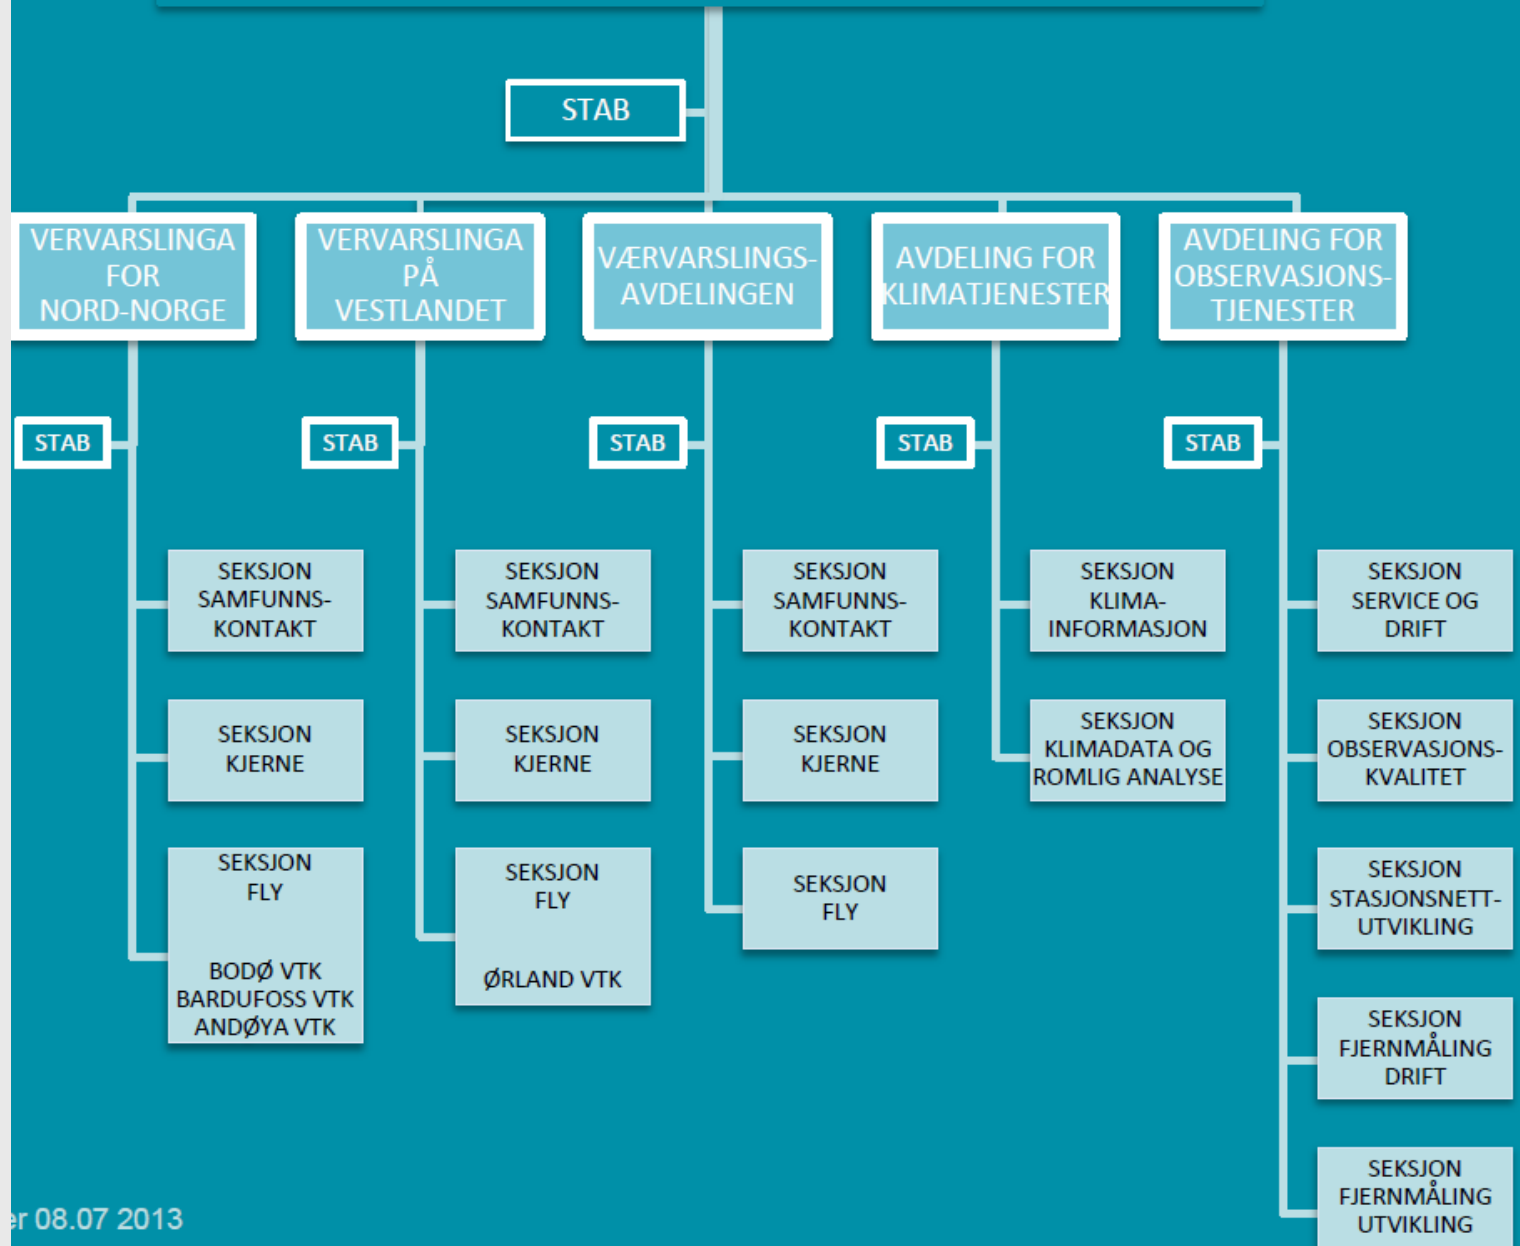 STAB
VERVARSLINGA
FOR
NORD-NORGE
VERVARSLINGA
PÅ
VESTLANDET
VÆRVARSLINGS-
AVDELINGEN
AVDELING FOR
KLIMATJENESTER
AVDELING FOR
OBSERVASJONS-
TJENESTER
STAB
STAB
STAB
STAB
STAB
SEKSJON
SAMFUNNS-
KONTAKT
SEKSJON
SAMFUNNS-
KONTAKT
SEKSJON
SAMFUNNS-
KONTAKT
SEKSJON
KLIMA-
INFORMASJON
SEKSJON
SERVICE OG
DRIFT
SEKSJON
KJERNE
SEKSJON
KJERNE
SEKSJON
KJERNE
SEKSJON
KLIMADATA OG
ROMLIG ANALYSE
SEKSJON
OBSERVASJONS-
KVALITET
SEKSJON
FLY
BODØ VTK
BARDUFOSS VTK
ANDØYA VTK
SEKSJON
FLY
ØRLAND VTK
SEKSJON
FLY
SEKSJON
STASJONSNETT-
UTVIKLING
SEKSJON
FJERNMÅLING
DRIFT
SEKSJON
FJERNMÅLING
UTVIKLING
er 08.07 2013